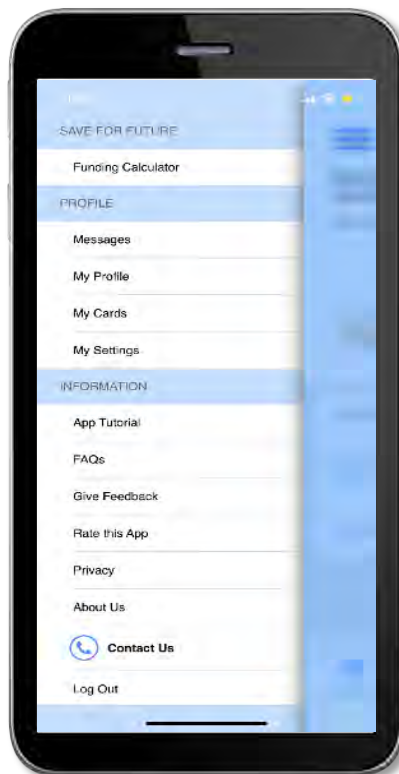 SAVE FOR FUTURE
Funding Calculator
PROFILE
Messages
My Profile
My Cards
My Settings
INFORMATION
App Tutorial
FAQs
Give Feedback
Rate this App
Privacy
About Us
Contact Us
Log Out